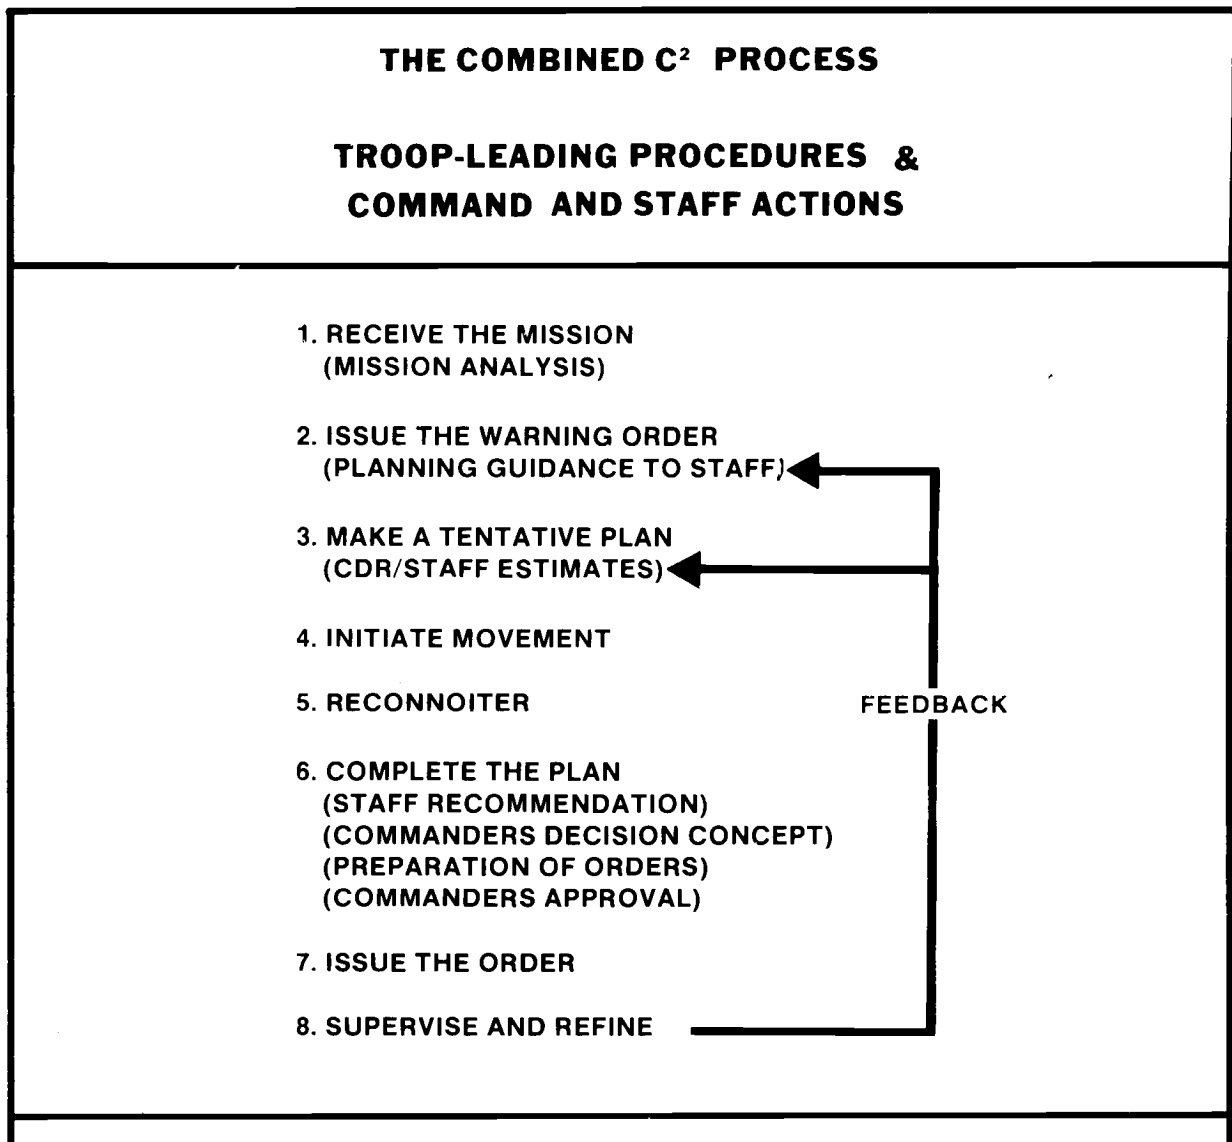 THE COMBINED C² PROCESS
TROOP-LEADING PROCEDURES &
COMMAND AND STAFF ACTIONS
1. RECEIVE THE MISSION
(MISSION ANALYSIS)
2. ISSUE THE WARNING ORDER
(PLANNING GUIDANCE TO STAFF)
3. MAKE A TENTATIVE PLAN
(CDR/STAFF ESTIMATES)
4. INITIATE MOVEMENT
5. RECONNOITER
FEEDBACK
6. COMPLETE THE PLAN
(STAFF RECOMMENDATION)
(COMMANDERS DECISION CONCEPT)
(PREPARATION OF ORDERS)
(COMMANDERS APPROVAL)
7. ISSUE THE ORDER
8. SUPERVISE AND REFINE